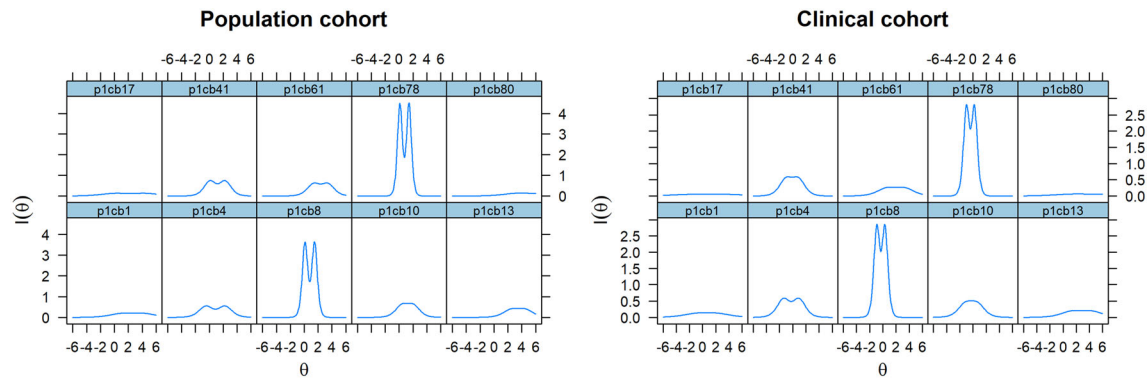 Population cohort Clinical cohort
-6-4-2 0 2 4 6 -6-4-2 0 2 4 6 -6-4-2 0 2 4 6 -6-4-2 0 2 4 6
p1cb17 p1cb41 p1cb61 p1cb78 p1cb80 p1cb17 p1cb41 p1cb61 p1cb78 p1cb80
4 2.5
3 2.0
2 1.5
1 1.0
0 0.5
0.0
I(θ) I(θ)
p1cb1 p1cb4 p1cb8 p1cb10 p1cb13 p1cb1 p1cb4 p1cb8 p1cb10 p1cb13
4 2.5
3 2.0
2 1.5
1 1.0
0 0.5
0.0
-6-4-2 0 2 4 6 -6-4-2 0 2 4 6 -6-4-2 0 2 4 6 -6-4-2 0 2 4 6 -6-4-2 0 2 4 6 -6-4-2 0 2 4 6
θ θ